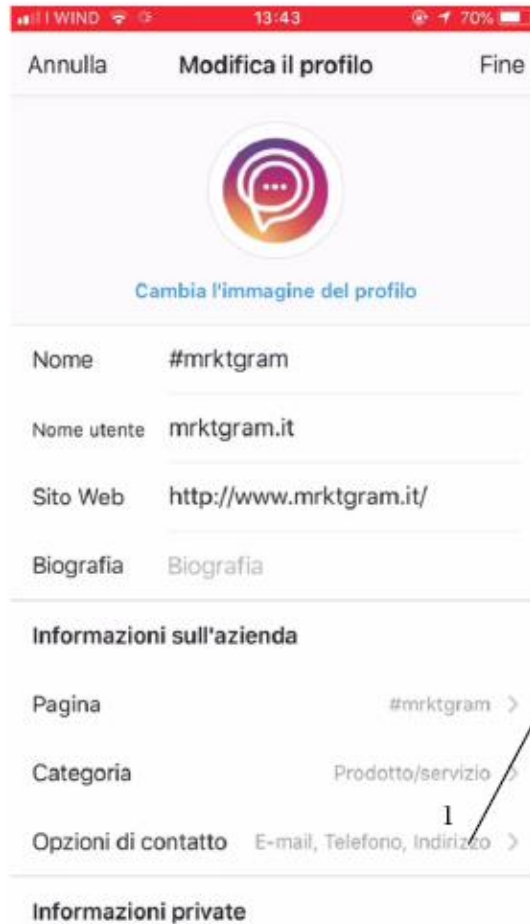 WIND 13:43 70%
Annulla Modifica il profilo Fine
Cambia l'immagine del profilo
Nome #mrktgram
Nome utente mrktgram.it
Sito Web http://www.mrktgram.it/
Biografia Biografia
Informazioni sull'azienda
Pagina #mrktgram
Categoria Prodotto/servizio
1
Opzioni di contatto E-mail, Telefono, Indirizzo
Informazioni private